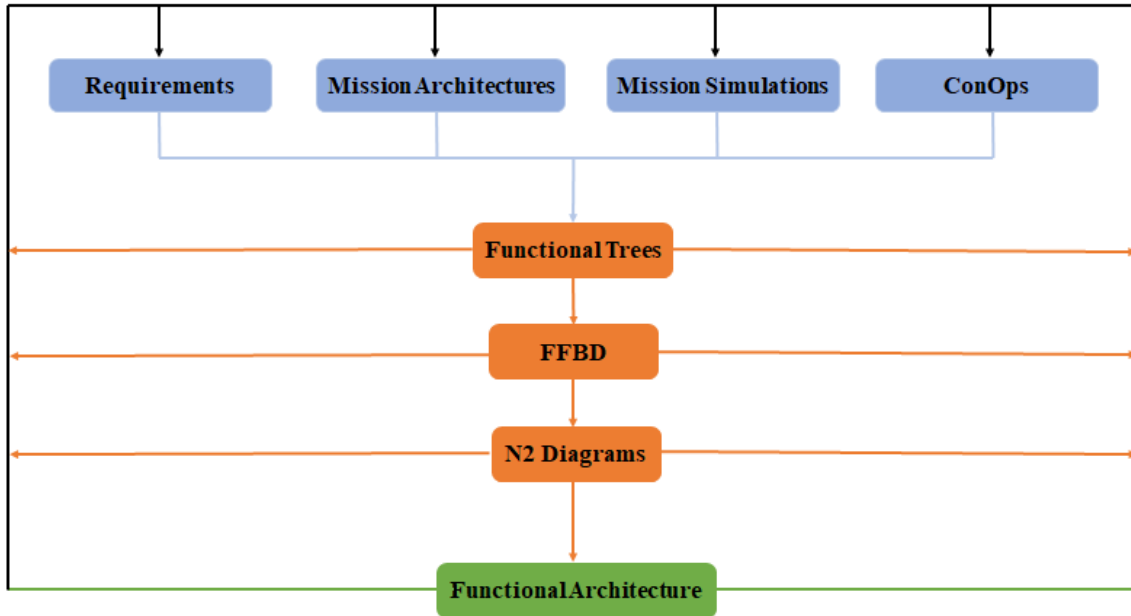 Requirements
Mission Architectures
Mission Simulations
ConOps
Functional Trees
FFBD
N2 Diagrams
Functional Architecture